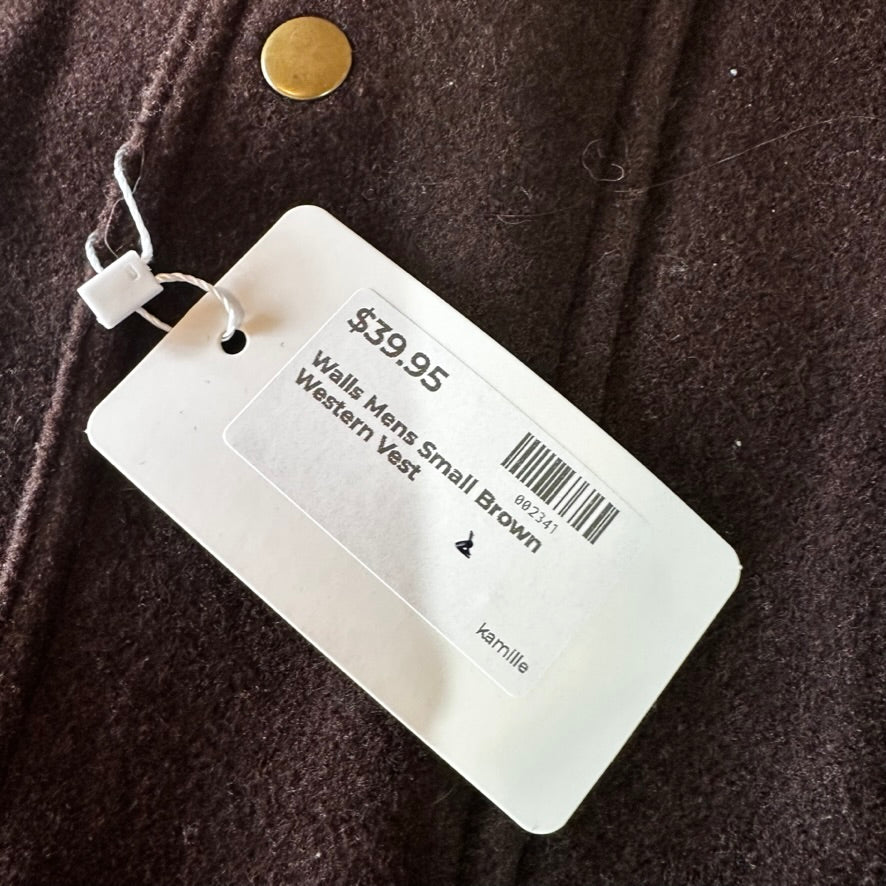 $39.95
Walls Mens Small Brown
Western Vest
002341
kamille